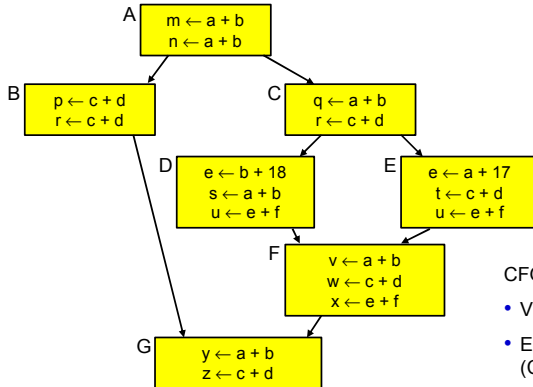 A
m ← a + b
n ← a + b
B
p ← c + d
r ← c + d
C
q ← a + b
r ← c + d
D
e ← b + 18
s ← a + b
u ← e + f
E
e ← a + 17
t ← c + d
u ← e + f
F
v ← a + b
w ← c + d
x ← e + f
G
y ← a + b
z ← c + d
CFG
• V
• E
(C